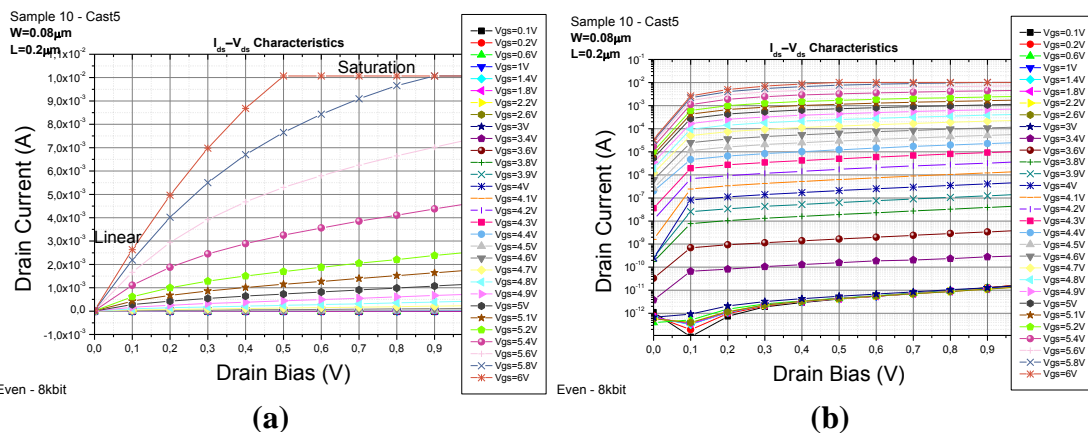 Sample 10 - Cast5
W=0.08μm
L=0.2μm
Ids–Vds Characteristics
1,1x10-2
1,0x10-2
9,0x10-3
8,0x10-3
7,0x10-3
6,0x10-3
5,0x10-3
4,0x10-3
3,0x10-3
2,0x10-3
1,0x10-3
0,0
-1,0x10-3
Drain Current (A)
Saturation
Linear
0,0 0,1 0,2 0,3 0,4 0,5 0,6 0,7 0,8 0,9
Drain Bias (V)
Even - 8kbit
Vgs=0.1V
Vgs=0.2V
Vgs=0.6V
Vgs=1V
Vgs=1.4V
Vgs=1.8V
Vgs=2.2V
Vgs=2.6V
Vgs=3V
Vgs=3.4V
Vgs=3.6V
Vgs=3.8V
Vgs=3.9V
Vgs=4V
Vgs=4.1V
Vgs=4.2V
Vgs=4.3V
Vgs=4.4V
Vgs=4.5V
Vgs=4.6V
Vgs=4.7V
Vgs=4.8V
Vgs=4.9V
Vgs=5V
Vgs=5.1V
Vgs=5.2V
Vgs=5.4V
Vgs=5.6V
Vgs=5.8V
Vgs=6V
(a)
Sample 10 - Cast5
W=0.08μm
L=0.2μm
Ids–Vds Characteristics
10-1
10-2
10-3
10-4
10-5
10-6
10-7
10-8
10-9
10-10
10-11
10-12
Drain Current (A)
0,0 0,1 0,2 0,3 0,4 0,5 0,6 0,7 0,8 0,9
Drain Bias (V)
Even - 8kbit
Vgs=0.1V
Vgs=0.2V
Vgs=0.6V
Vgs=1V
Vgs=1.4V
Vgs=1.8V
Vgs=2.2V
Vgs=2.6V
Vgs=3V
Vgs=3.4V
Vgs=3.6V
Vgs=3.8V
Vgs=3.9V
Vgs=4V
Vgs=4.1V
Vgs=4.2V
Vgs=4.3V
Vgs=4.4V
Vgs=4.5V
Vgs=4.6V
Vgs=4.7V
Vgs=4.8V
Vgs=4.9V
Vgs=5V
Vgs=5.1V
Vgs=5.2V
Vgs=5.4V
Vgs=5.6V
Vgs=5.8V
Vgs=6V
(b)